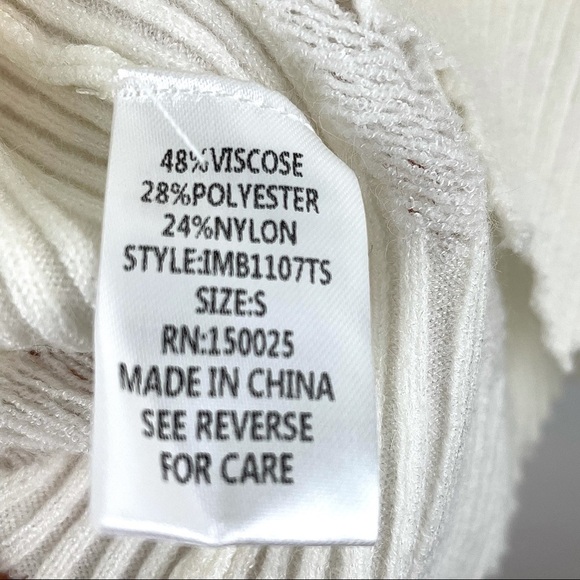 48%VISCOSE
28%POLYESTER
24%NYLON
STYLE:IMB1107TS
SIZE:S
RN:150025
MADE IN CHINA
SEE REVERSE
FOR CARE